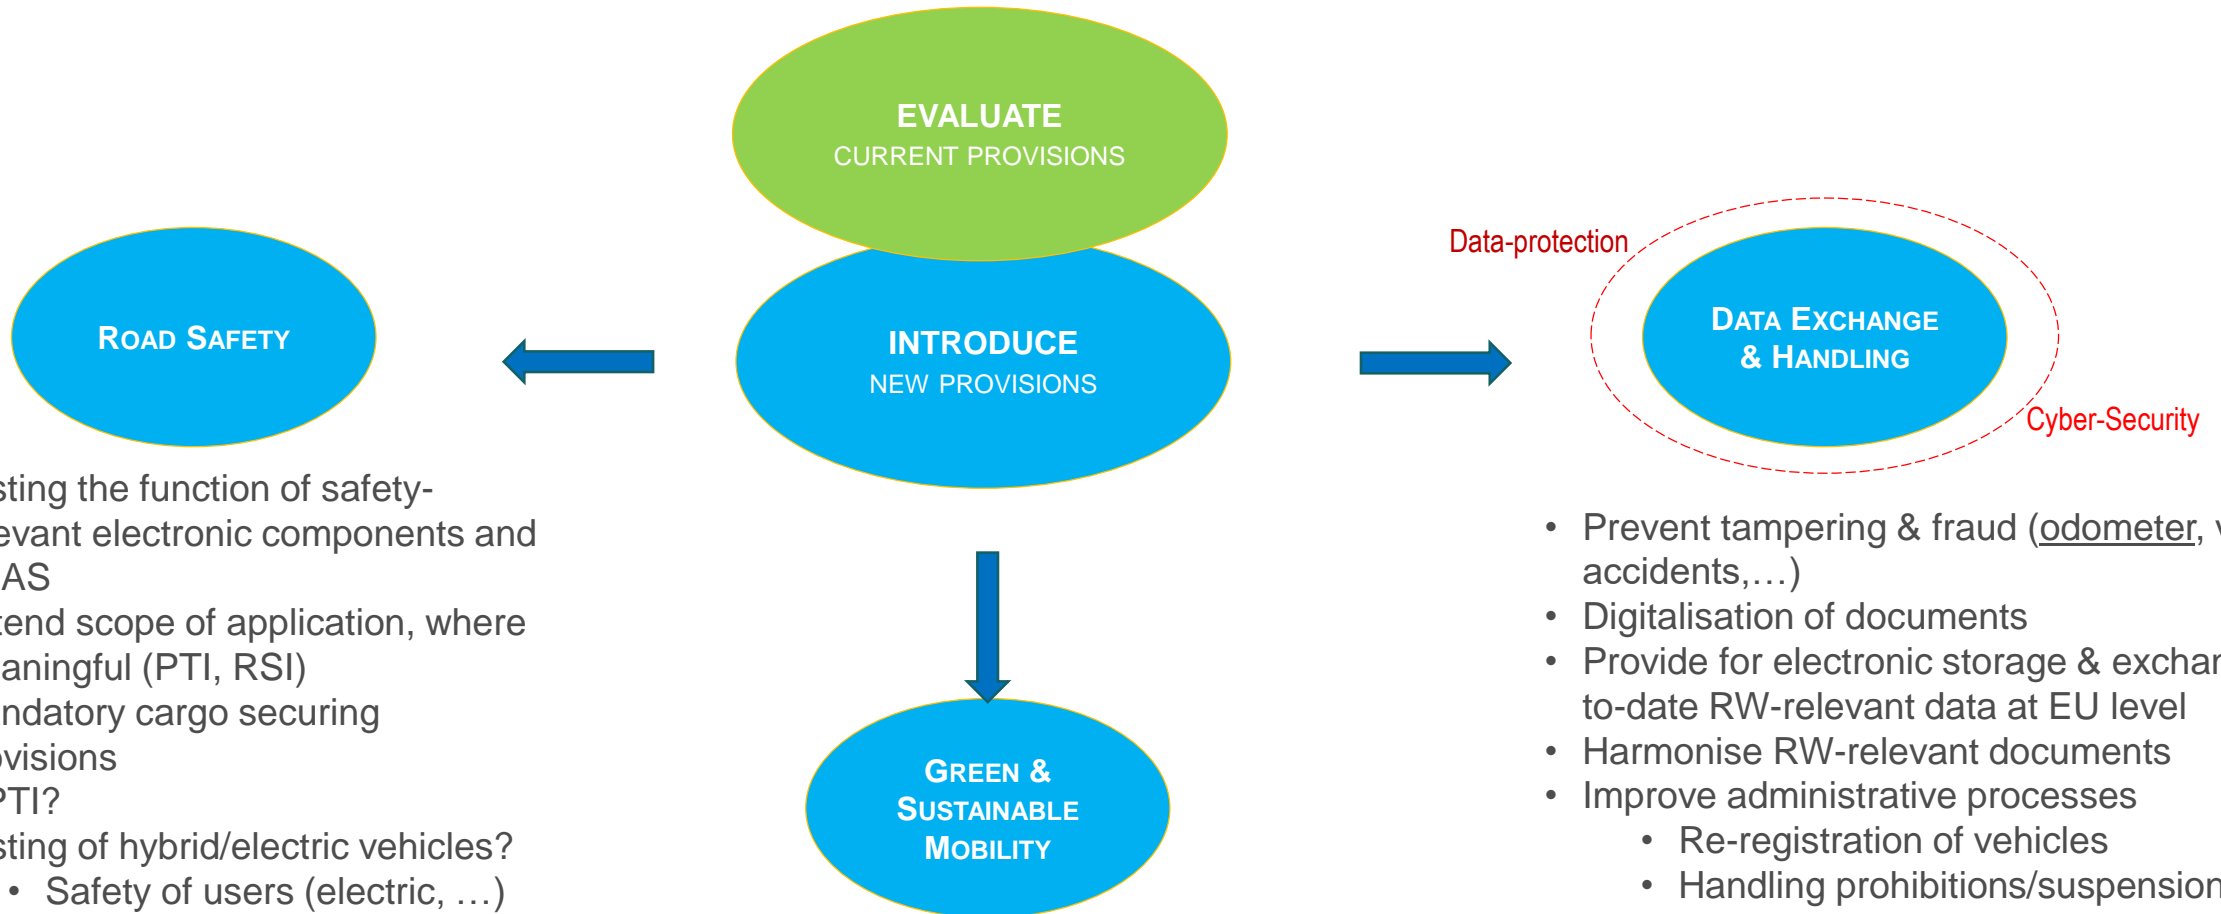 EVALUATE
CURRENT PROVISIONS
INTRODUCE
NEW PROVISIONS
ROAD SAFETY
sting the function of safety-
evant electronic components and
AS
tend scope of application, where
aningful (PTI, RSI)
ndatory cargo securing
ovisions
PTI?
sting of hybrid/electric vehicles?
• Safety of users (electric, …)
GREEN &
SUSTAINABLE
MOBILITY
Data-protection
DATA EXCHANGE
& HANDLING
Cyber-Security
• Prevent tampering & fraud (odometer,
accidents,…)
• Digitalisation of documents
• Provide for electronic storage & exchan
to-date RW-relevant data at EU level
• Harmonise RW-relevant documents
• Improve administrative processes
• Re-registration of vehicles
• Handling prohibitions/suspension